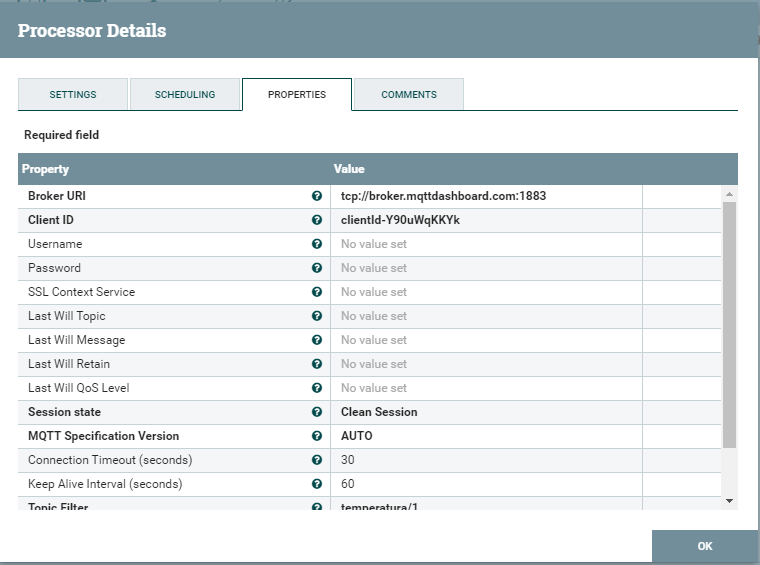 Processor Details
SETTINGS SCHEDULING PROPERTIES COMMENTS
Required field
Property Value
Broker URI tcp://broker.mqttdashboard.com:1883
Client ID clientId-Y90uWqKKYk
Username No value set
Password No value set
SSL Context Service No value set
Last Will Topic No value set
Last Will Message No value set
Last Will Retain No value set
Last Will QoS Level No value set
Session state Clean Session
MQTT Specification Version AUTO
Connection Timeout (seconds) 30
Keep Alive Interval (seconds) 60
Topic Filter temperatura/1
OK